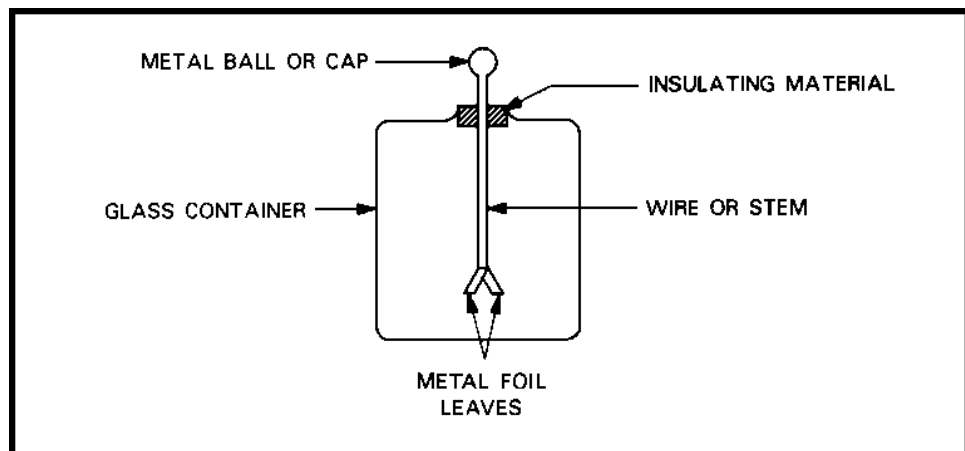 METAL BALL OR CAP
INSULATING MATERIAL
GLASS CONTAINER
WIRE OR STEM
METAL FOIL
LEAVES